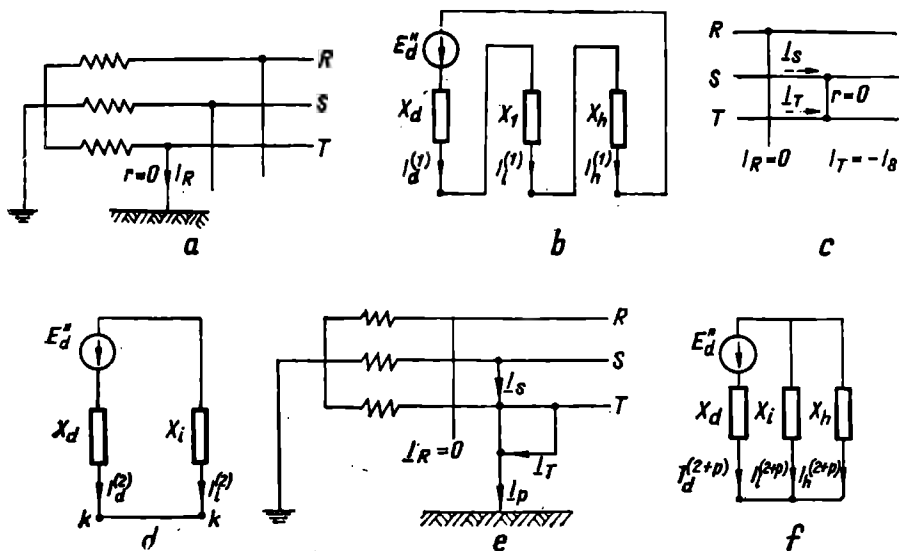 R
S
T
r=0
I_R
a
E″_d
X_d
X_1
X_h
I_d^(1)
I_i^(1)
I_h^(1)
b
R
I_S
S
r=0
I_T
T
I_R=0
I_T=-I_S
c
E″_d
X_d
X_i
I_d^(2)
I_i^(2)
k
k
d
R
S
I_S
T
I_R=0
I_T
I_p
e
E″_d
X_d
X_i
X_h
I_d^(2+p)
I_i^(2+p)
I_h^(2+p)
f